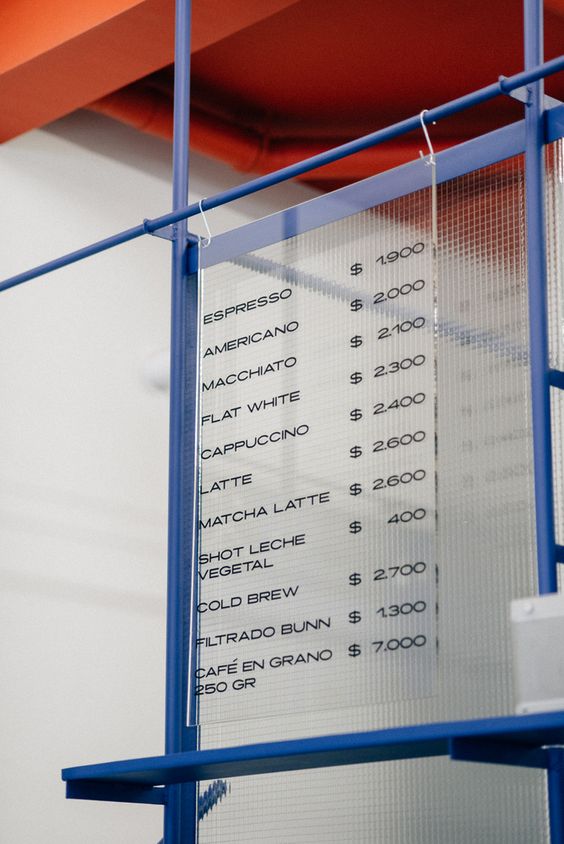 ESPRESSO $ 1.900
AMERICANO $ 2.000
MACCHIATO $ 2.100
FLAT WHITE $ 2.300
CAPPUCCINO $ 2.400
LATTE $ 2.600
MATCHA LATTE $ 2.600
SHOT LECHE $ 400
VEGETAL
COLD BREW $ 2.700
FILTRADO BUNN $ 1.300
CAFÉ EN GRANO $ 7.000
250 GR